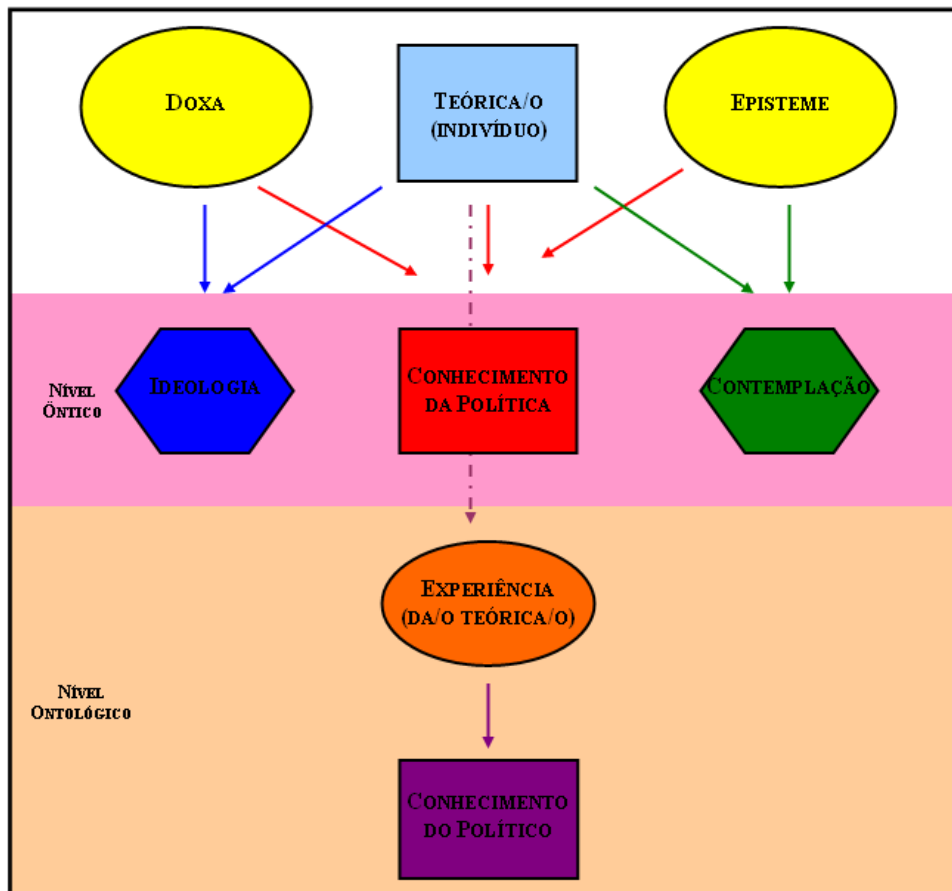 Doxa
Teórica/o
(indivíduo)
Episteme
Nível
Ôntico
Ideologia
Conhecimento
da Política
Contemplação
Experiência
(da/o teórica/o)
Nível
Ontológico
Conhecimento
do Político